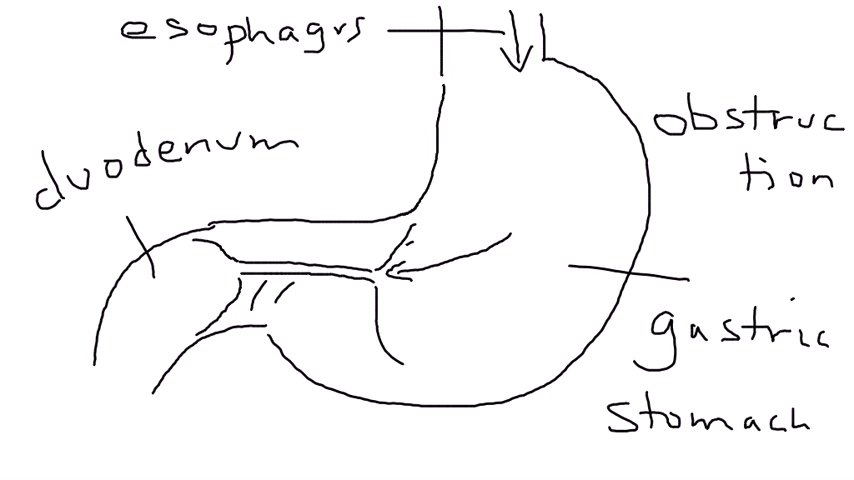 esophagus
obstruc
tion
duodenum
gastric
stomach